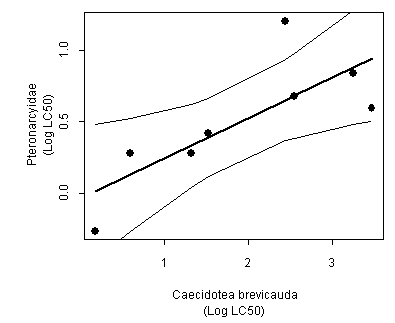 1.0
0.5
0.0
Pteronarcyidae
(Log LC50)
1 2 3
Caecidotea brevicauda
(Log LC50)